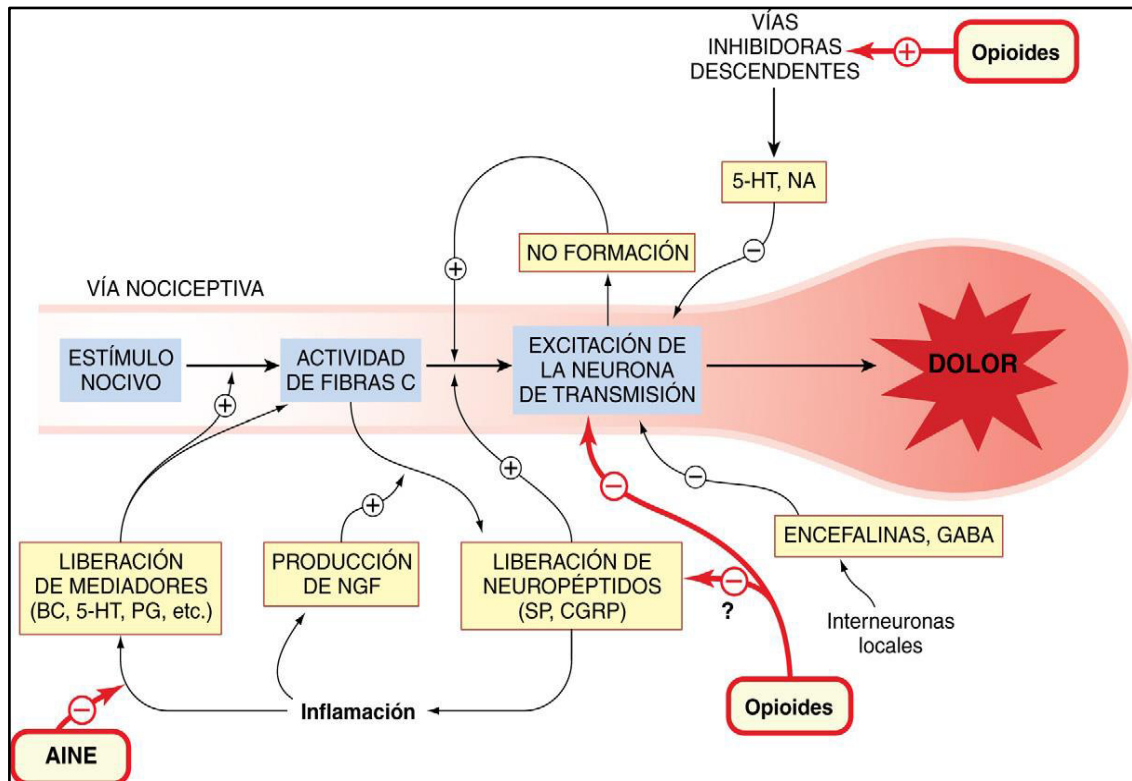 VÍAS
INHIBIDORAS
DESCENDENTES
+
Opioides
5-HT, NA
−
NO FORMACIÓN
+
VÍA NOCICEPTIVA
ESTÍMULO
NOCIVO
ACTIVIDAD
DE FIBRAS C
EXCITACIÓN DE
LA NEURONA
DE TRANSMISIÓN
DOLOR
+
+
+
−
−
LIBERACIÓN
DE MEDIADORES
(BC, 5-HT, PG, etc.)
PRODUCCIÓN
DE NGF
LIBERACIÓN DE
NEUROPÉPTIDOS
(SP, CGRP)
−
?
ENCEFALINAS, GABA
Interneuronas
locales
Inflamación
−
AINE
Opioides